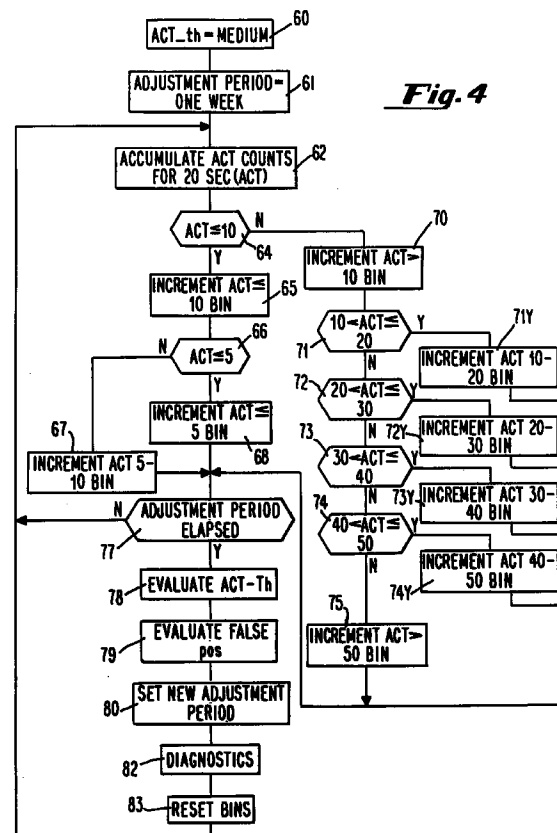 ACT_th=MEDIUM
60
ADJUSTMENT PERIOD=
ONE WEEK
61
Fig. 4
ACCUMULATE ACT COUNTS
FOR 20 SEC (ACT)
62
ACT≤10
N
64
Y
70
INCREMENT ACT>
10 BIN
INCREMENT ACT≤
10 BIN
65
66
N
ACT≤5
Y
71
10<ACT≤
20
Y
N
71Y
INCREMENT ACT 10-
20 BIN
72
20<ACT≤
30
Y
N
72Y
INCREMENT ACT 20-
30 BIN
67
INCREMENT ACT≤
5 BIN
68
INCREMENT ACT 5-
10 BIN
73
30<ACT≤
40
Y
N
73Y
INCREMENT ACT 30-
40 BIN
N
ADJUSTMENT PERIOD
ELAPSED
77
Y
74
40<ACT≤
50
Y
N
74Y
INCREMENT ACT 40-
50 BIN
78
EVALUATE ACT-Th
75
INCREMENT ACT>
50 BIN
79
EVALUATE FALSE
pos
80
SET NEW ADJUSTMENT
PERIOD
82
DIAGNOSTICS
83
RESET BINS